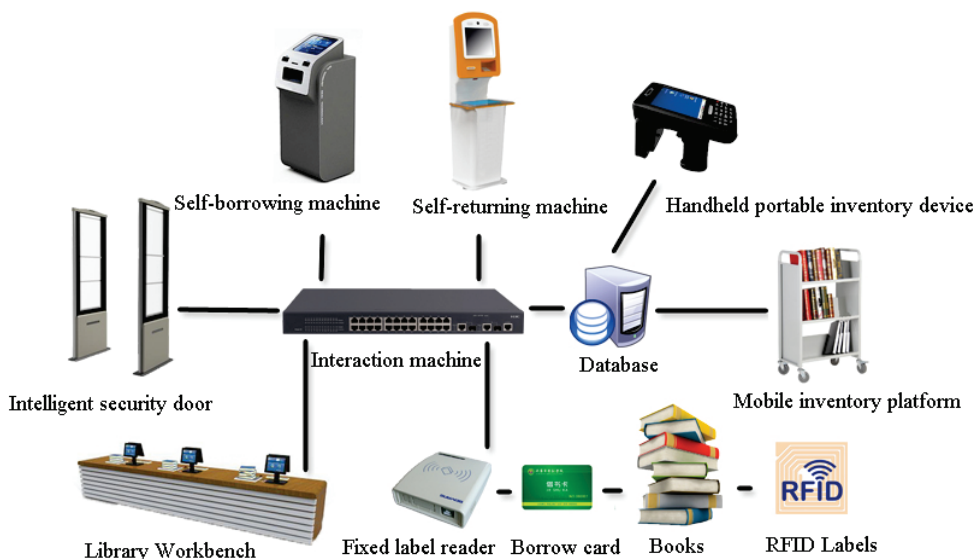 Self-borrowing machine
Self-returning machine
Handheld portable inventory device
Interaction machine
Database
Intelligent security door
Mobile inventory platform
RFID
Library Workbench
Fixed label reader
Borrow card
Books
RFID Labels